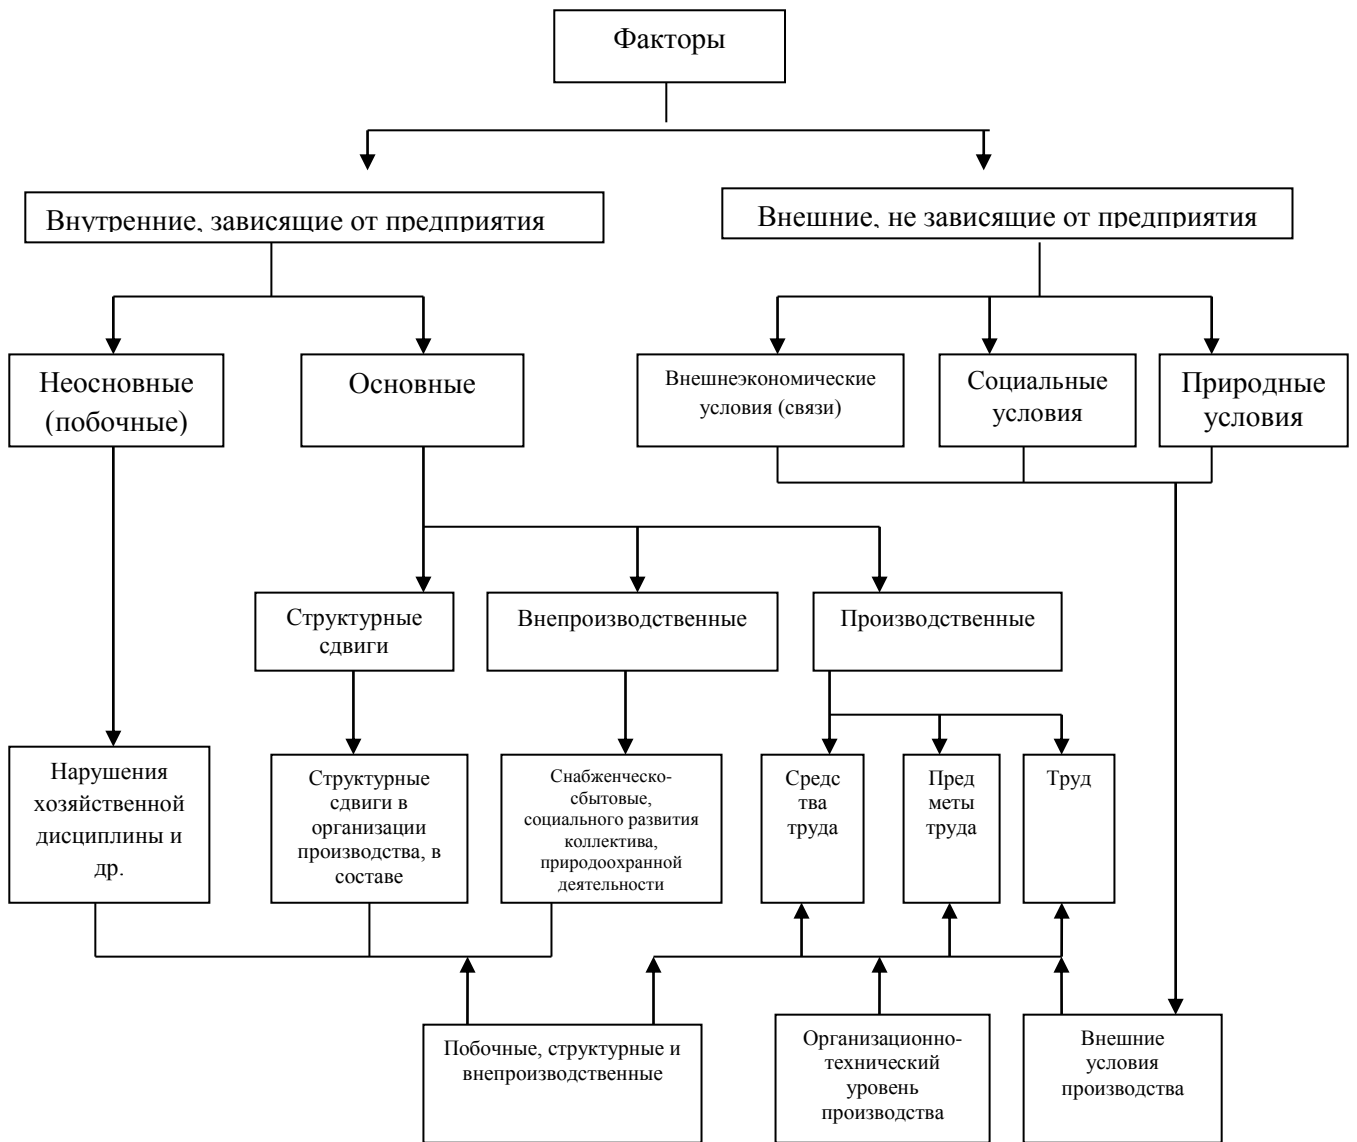 Факторы
Внутренние, зависящие от предприятия
Внешние, не зависящие от предприятия
Неосновные
(побочные)
Основные
Внешнеэкономические
условия (связи)
Социальные
условия
Природные
условия
Структурные
сдвиги
Внепроизводственные
Производственные
Нарушения
хозяйственной
дисциплины и
др.
Структурные
сдвиги в
организации
производства, в
составе
Снабженческо-
сбытовые,
социального развития
коллектива,
природоохранной
деятельности
Средс
тва
труда
Пред
меты
труда
Труд
Побочные, структурные и
внепроизводственные
Организационно-
технический
уровень
производства
Внешние
условия
производства